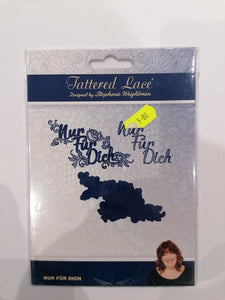 Tattered Lace®
Designed by Stephanie Weightman
Nur
Für
Dich
Nur
Für
Dich
5-00
NUR FÜR DICH